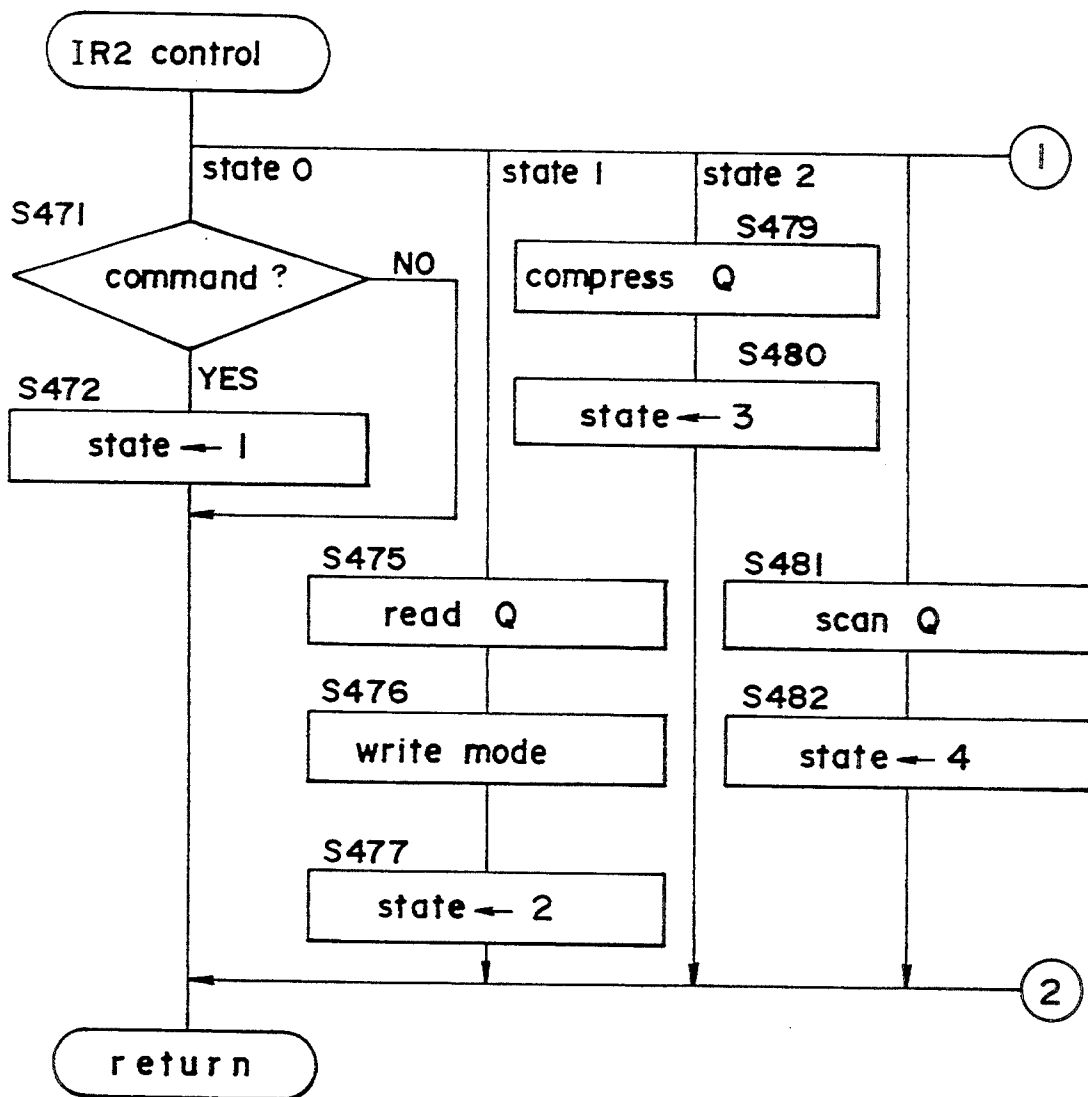 IR2 control
1
state 0
state 1
state 2
S471
command ?
NO
YES
S472
state ← 1
S479
compress Q
S480
state ← 3
S475
read Q
S476
write mode
S477
state ← 2
S481
scan Q
S482
state ← 4
2
return